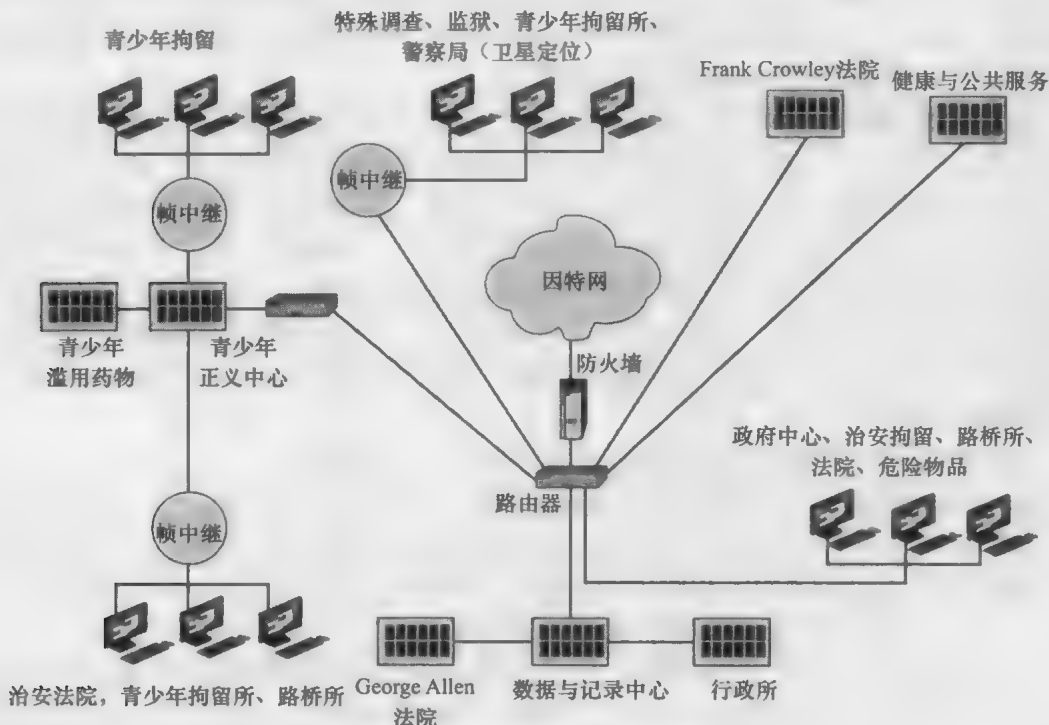 青少年拘留
特殊调查、监狱、青少年拘留所、
警察局（卫星定位）
Frank Crowley法院
健康与公共服务
帧中继
帧中继
因特网
青少年
滥用药物
青少年
正义中心
防火墙
路由器
政府中心、治安拘留、路桥所、
法院、危险物品
帧中继
治安法院，青少年拘留所、路桥所
George Allen
法院
数据与记录中心
行政所